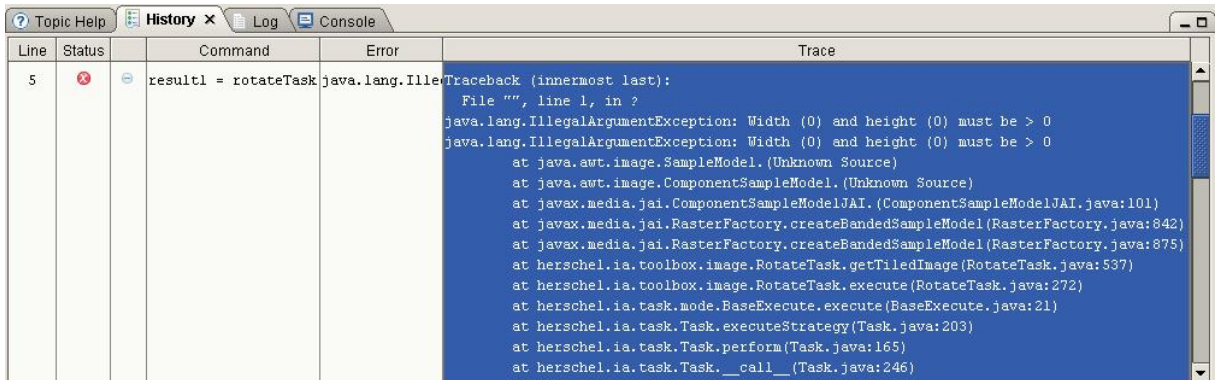 Topic Help History × Log Console
Line Status Command Error Trace
5 result1 = rotateTask java.lang.Ille Traceback (innermost last):
File "", line 1, in ?
java.lang.IllegalArgumentException: Width (0) and height (0) must be > 0
java.lang.IllegalArgumentException: Width (0) and height (0) must be > 0
at java.awt.image.SampleModel.(Unknown Source)
at java.awt.image.ComponentSampleModel.(Unknown Source)
at javax.media.jai.ComponentSampleModelJAI.(ComponentSampleModelJAI.java:101)
at javax.media.jai.RasterFactory.createBandedSampleModel(RasterFactory.java:842)
at javax.media.jai.RasterFactory.createBandedSampleModel(RasterFactory.java:875)
at herschel.ia.toolbox.image.RotateTask.getTiledImage(RotateTask.java:537)
at herschel.ia.toolbox.image.RotateTask.execute(RotateTask.java:272)
at herschel.ia.task.mode.BaseExecute.execute(BaseExecute.java:21)
at herschel.ia.task.Task.executeStrategy(Task.java:203)
at herschel.ia.task.Task.perform(Task.java:165)
at herschel.ia.task.Task.__call__(Task.java:246)